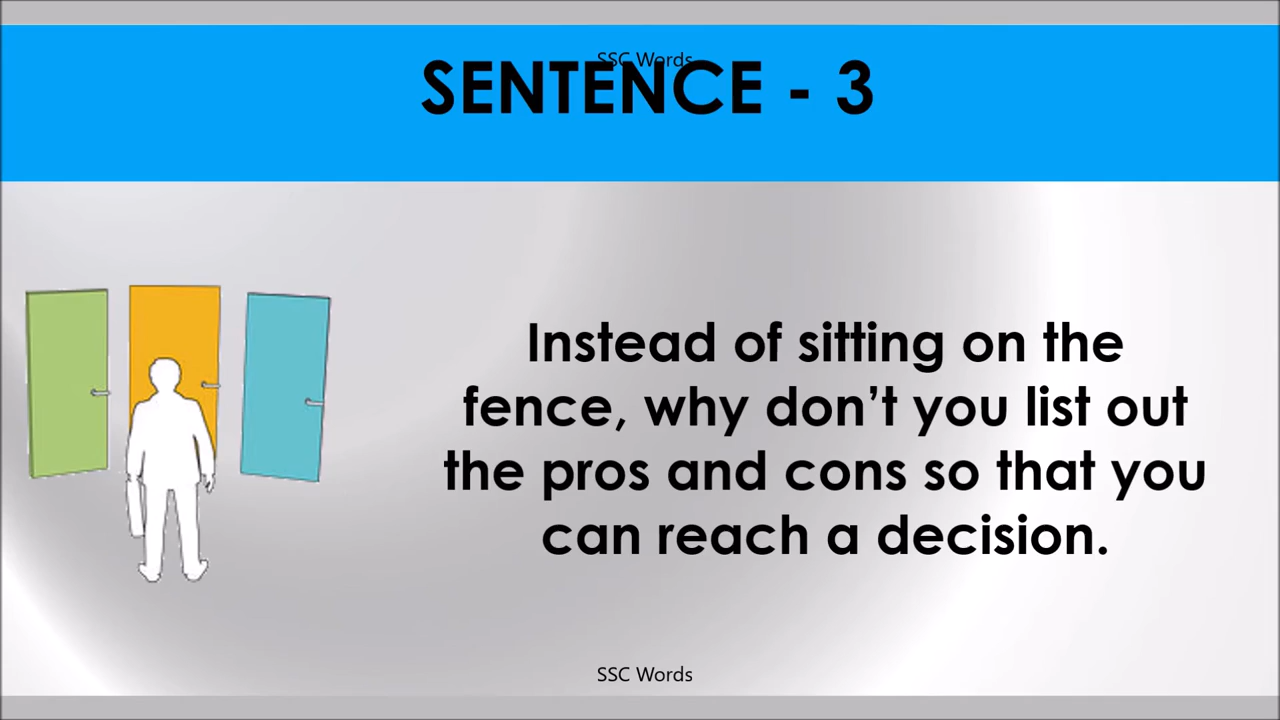 SSC Words
SENTENCE - 3
Instead of sitting on the
fence, why don’t you list out
the pros and cons so that you
can reach a decision.
SSC Words